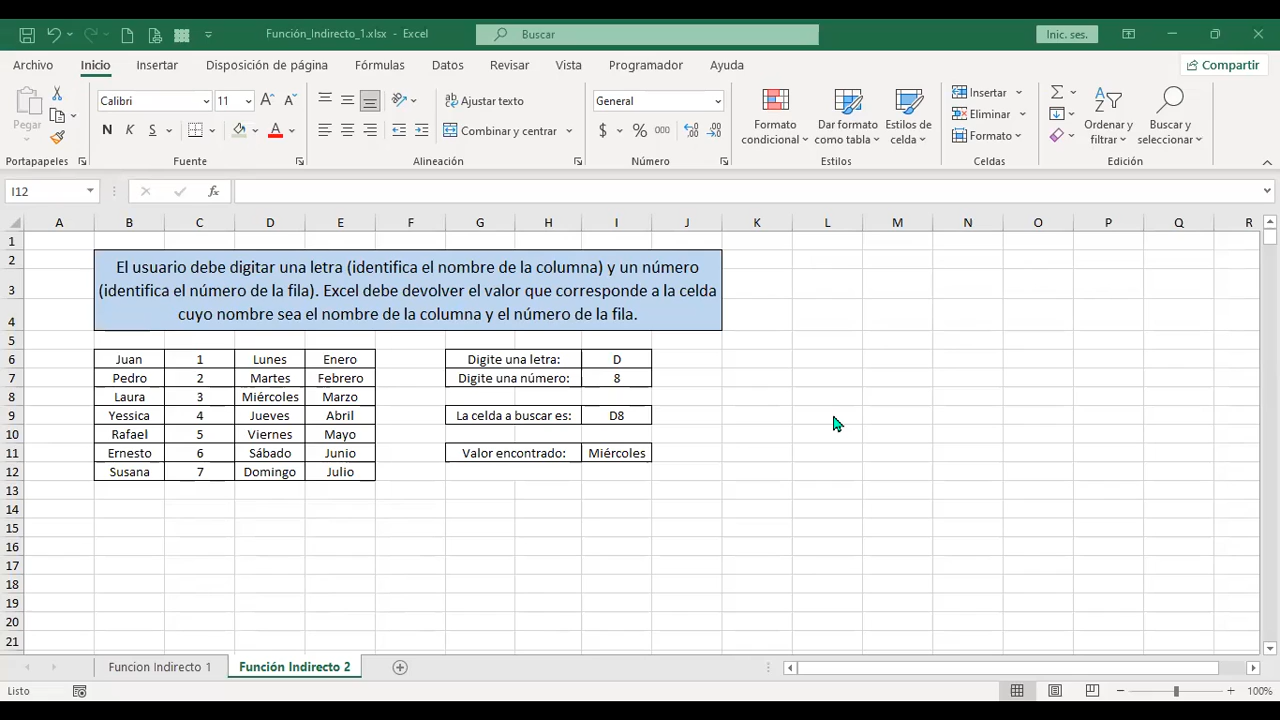 Función_Indirecto_1.xlsx - Excel
Buscar
Inic. ses.
Archivo Inicio Insertar Disposición de página Fórmulas Datos Revisar Vista Programador Ayuda Compartir
Pegar
Portapapeles
Calibri 11
N K S
Fuente
Ajustar texto
Combinar y centrar
Alineación
General
$ % 000
Número
Formato condicional
Dar formato como tabla
Estilos de celda
Estilos
Insertar
Eliminar
Formato
Celdas
Ordenar y filtrar
Buscar y seleccionar
Edición
I12 fx
A B C D E F G H I J K L M N O P Q R
1
2
3
4
El usuario debe digitar una letra (identifica el nombre de la columna) y un número
(identifica el número de la fila). Excel debe devolver el valor que corresponde a la celda
cuyo nombre sea el nombre de la columna y el número de la fila.
5
6 Juan 1 Lunes Enero Digite una letra: D
7 Pedro 2 Martes Febrero Digite una número: 8
8 Laura 3 Miércoles Marzo
9 Yessica 4 Jueves Abril La celda a buscar es: D8
10 Rafael 5 Viernes Mayo
11 Ernesto 6 Sábado Junio Valor encontrado: Miércoles
12 Susana 7 Domingo Julio
13
14
15
16
17
18
19
20
21
Funcion Indirecto 1 Función Indirecto 2
Listo 100%